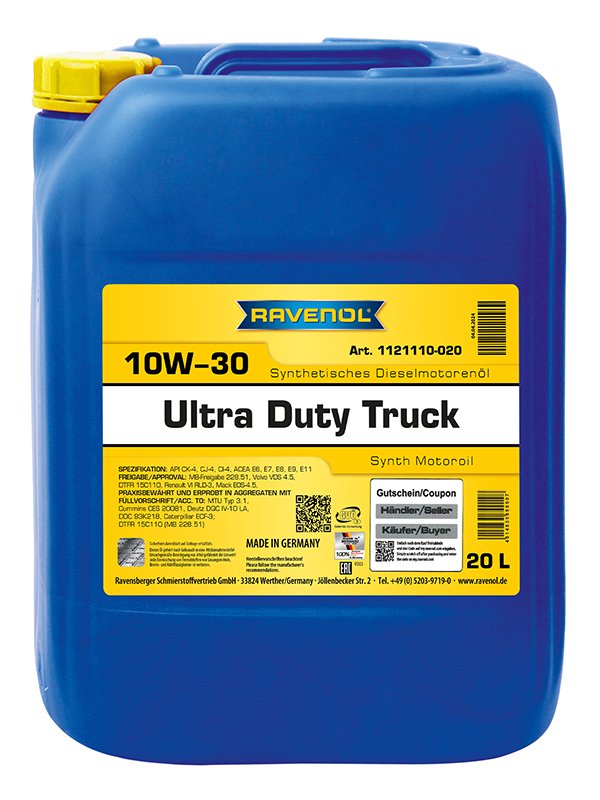 RAVENOL®
04.04.2024
10W–30
Art. 1121110-020
Synthetisches Dieselmotorenöl
Ultra Duty Truck
Synth Motoroil
SPEZIFIKATION: API CK-4, CJ-4, CI-4, ACEA E6, E7, E8, E9, E11
FREIGABE/APPROVAL: MB-Freigabe 228.51, Volvo VDS 4.5,
DTFR 15C110, Renault VI RLD-3, Mack EOS-4.5,
PRAXISBEWÄHRT UND ERPROBT IN AGGREGATEN MIT
FÜLLVORSCHRIFT/ACC. TO: MTU Typ 3.1,
Cummins CES 20081, Deutz DQC IV-10 LA,
DDC 93K218, Caterpillar ECF-3,
DTFR 15C110 (MB 228.51)
Gutschein/Coupon
Händler/Seller
Käufer/Buyer
MADE IN GERMANY
Herstellervorschriften beachten!
Please follow the manufacturer's
recommendations.
100%
EAC
20 L
Ravensberger Schmierstoffvertrieb GmbH · 33824 Werther/Germany · Jöllenbecker Str. 2 · Tel. +49 (0) 5203-9719-0 · www.ravenol.de